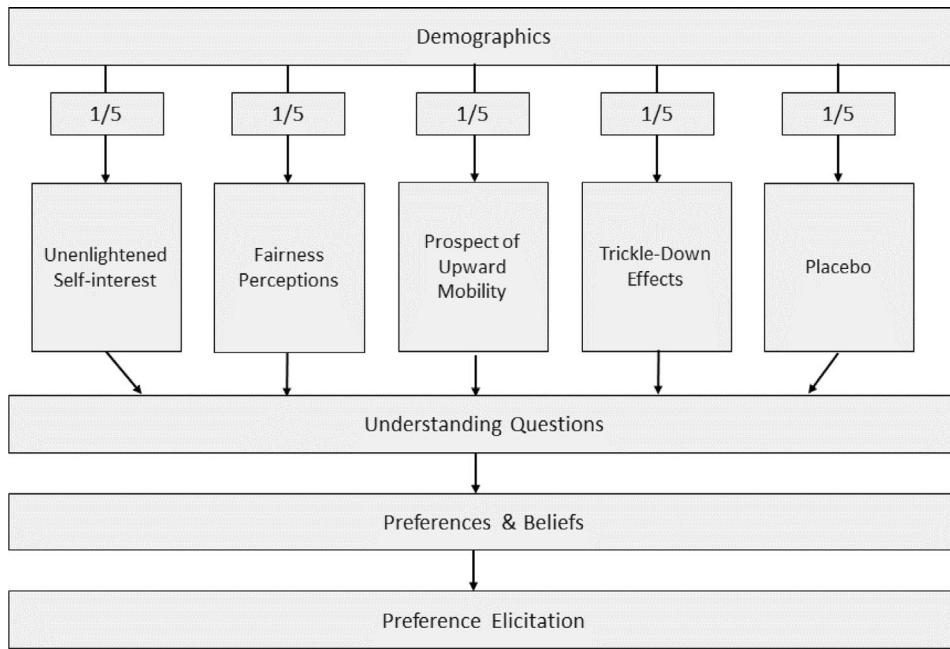 Demographics
1/5
1/5
1/5
1/5
1/5
Unenlightened
Self-interest
Fairness
Perceptions
Prospect of
Upward
Mobility
Trickle-Down
Effects
Placebo
Understanding Questions
Preferences & Beliefs
Preference Elicitation